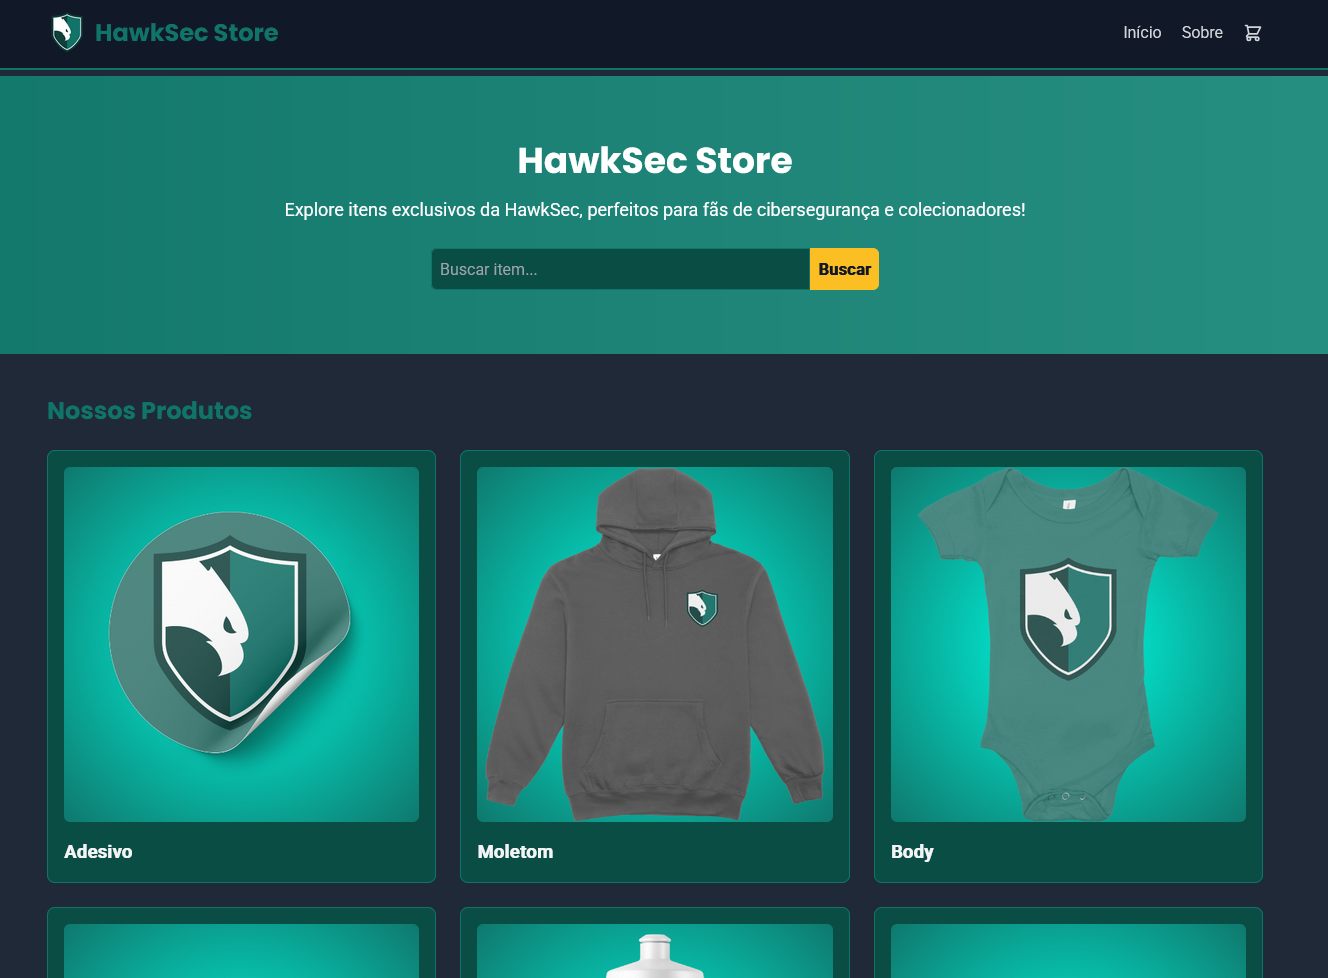 HawkSec Store
Início
Sobre
HawkSec Store
Explore itens exclusivos da HawkSec, perfeitos para fãs de cibersegurança e colecionadores!
Buscar item...
Buscar
Nossos Produtos
Adesivo
Moletom
Body